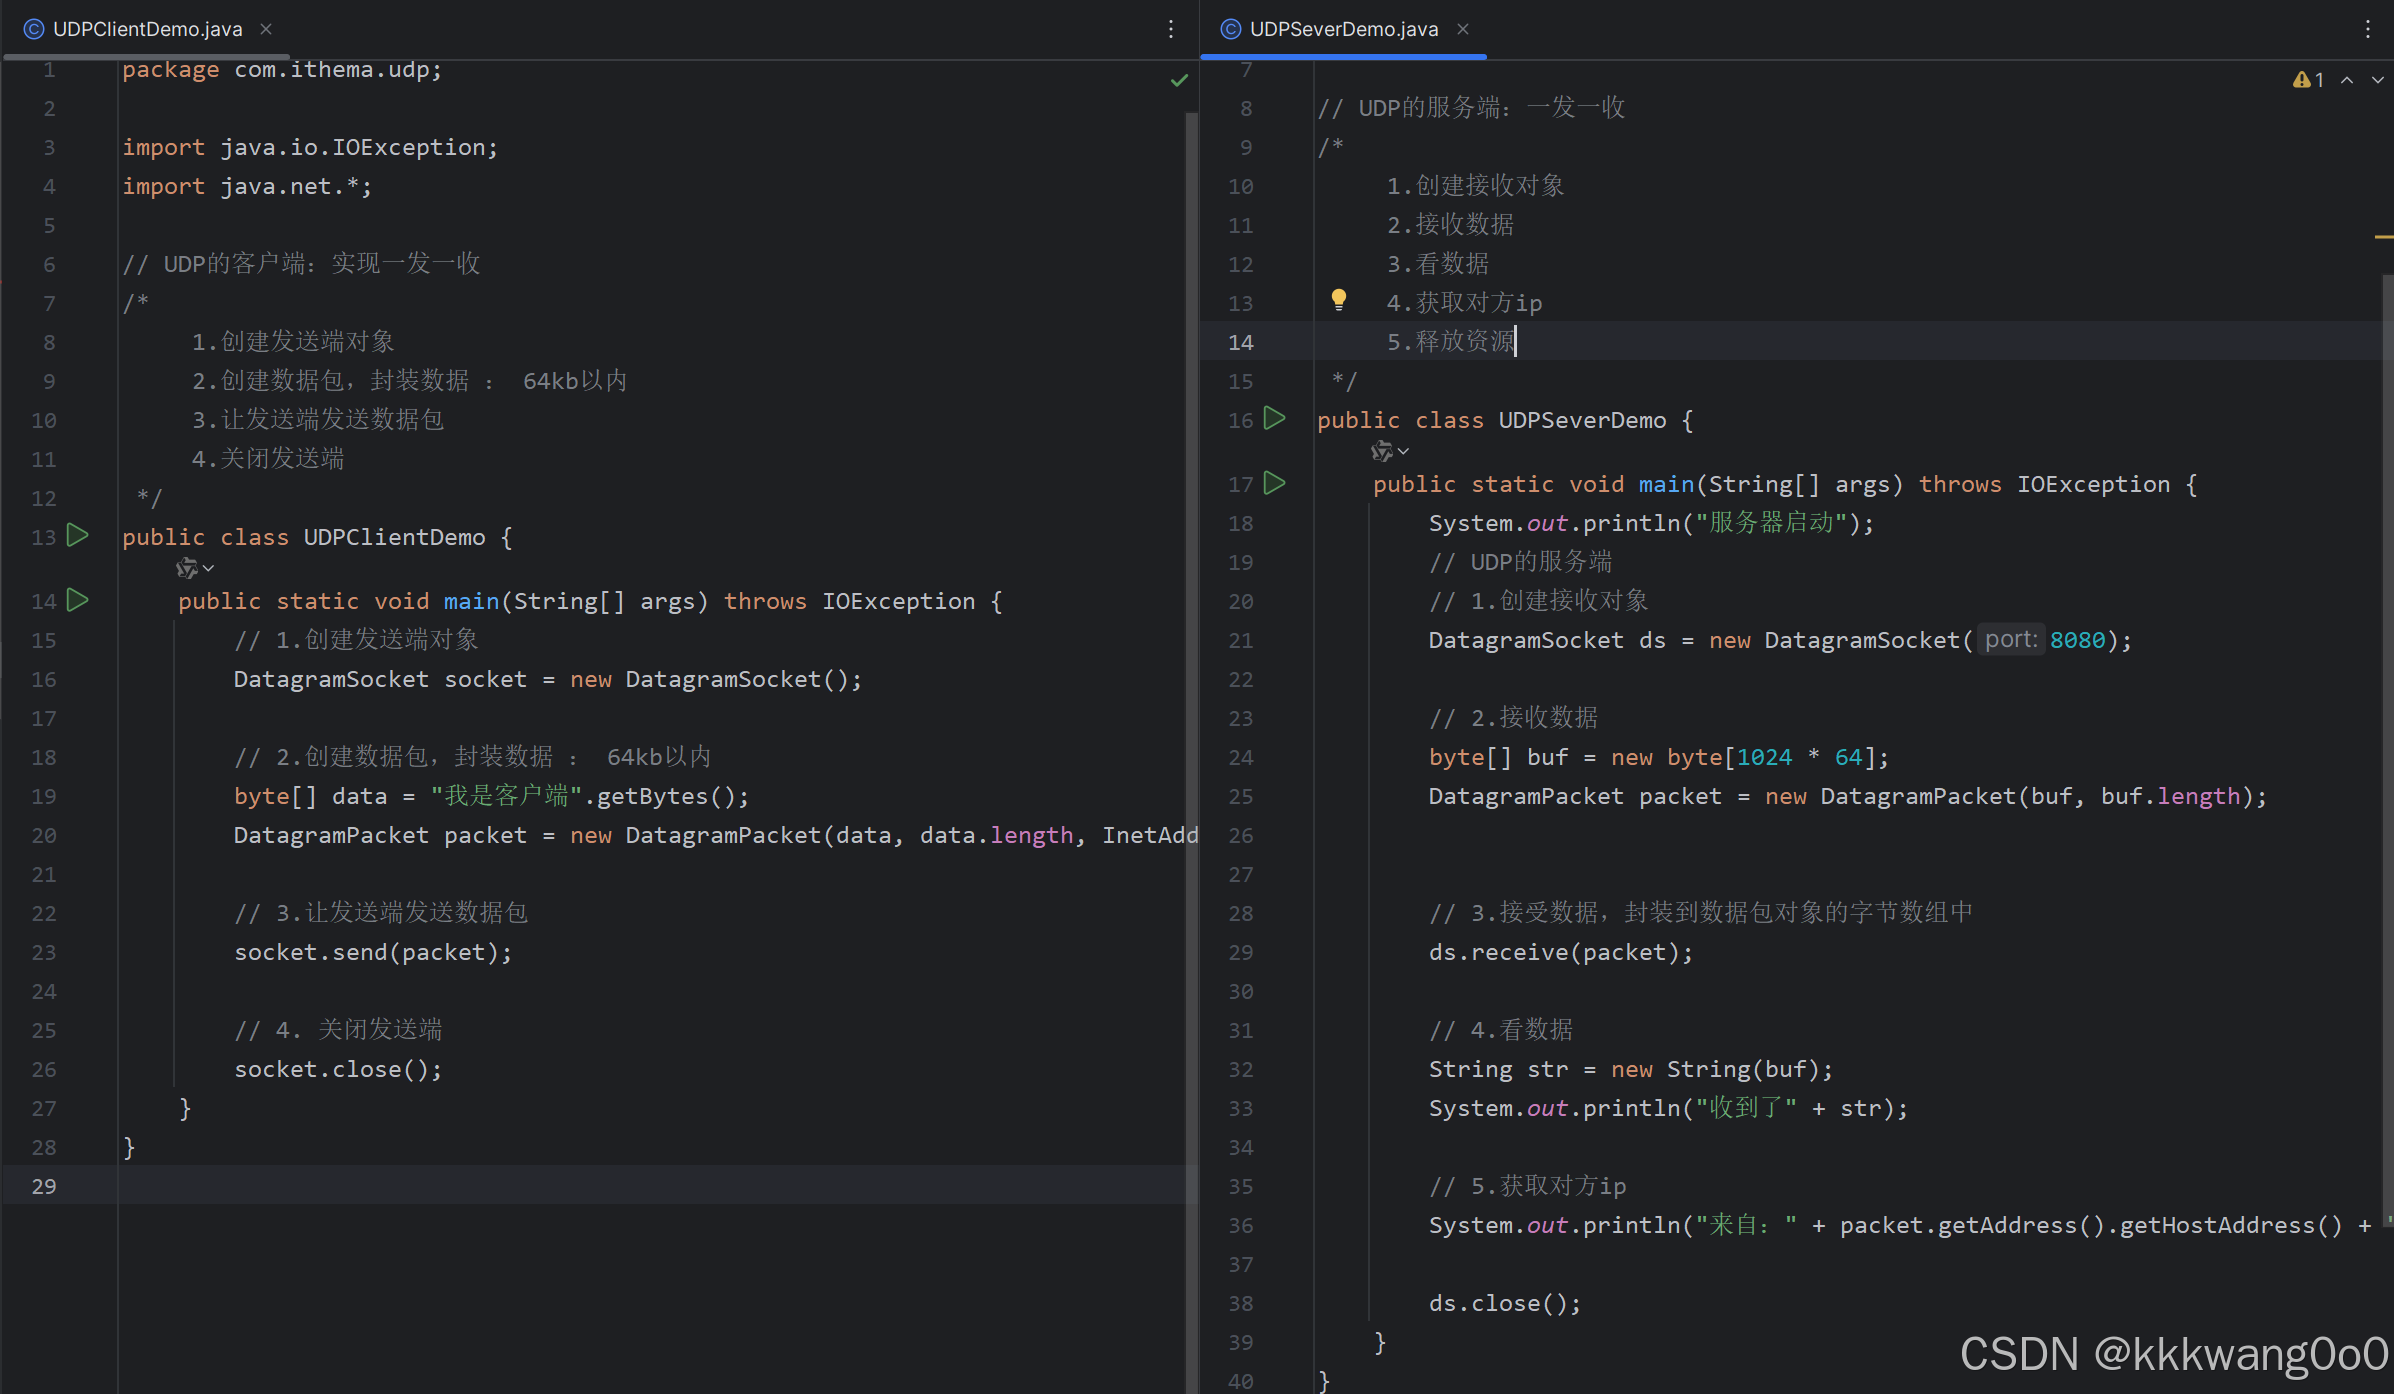 UDPClientDemo.java
1 package com.ithema.udp;
2
3 import java.io.IOException;
4 import java.net.*;
5
6 // UDP的客户端：实现一发一收
7 /*
8 1.创建发送端对象
9 2.创建数据包，封装数据 ： 64kb以内
10 3.让发送端发送数据包
11 4.关闭发送端
12 */
13 public class UDPClientDemo {
14 public static void main(String[] args) throws IOException {
15 // 1.创建发送端对象
16 DatagramSocket socket = new DatagramSocket();
17
18 // 2.创建数据包，封装数据 ： 64kb以内
19 byte[] data = "我是客户端".getBytes();
20 DatagramPacket packet = new DatagramPacket(data, data.length, InetAdd
21
22 // 3.让发送端发送数据包
23 socket.send(packet);
24
25 // 4. 关闭发送端
26 socket.close();
27 }
28 }
29
UDPSeverDemo.java
1
7
8 // UDP的服务端：一发一收
9 /*
10 1.创建接收对象
11 2.接收数据
12 3.看数据
13 4.获取对方ip
14 5.释放资源
15 */
16 public class UDPSeverDemo {
17 public static void main(String[] args) throws IOException {
18 System.out.println("服务器启动");
19 // UDP的服务端
20 // 1.创建接收对象
21 DatagramSocket ds = new DatagramSocket( port: 8080);
22
23 // 2.接收数据
24 byte[] buf = new byte[1024 * 64];
25 DatagramPacket packet = new DatagramPacket(buf, buf.length);
26
27
28 // 3.接受数据，封装到数据包对象的字节数组中
29 ds.receive(packet);
30
31 // 4.看数据
32 String str = new String(buf);
33 System.out.println("收到了" + str);
34
35 // 5.获取对方ip
36 System.out.println("来自：" + packet.getAddress().getHostAddress() + "
37
38 ds.close();
39 }
40 }
CSDN @kkkwang0o0